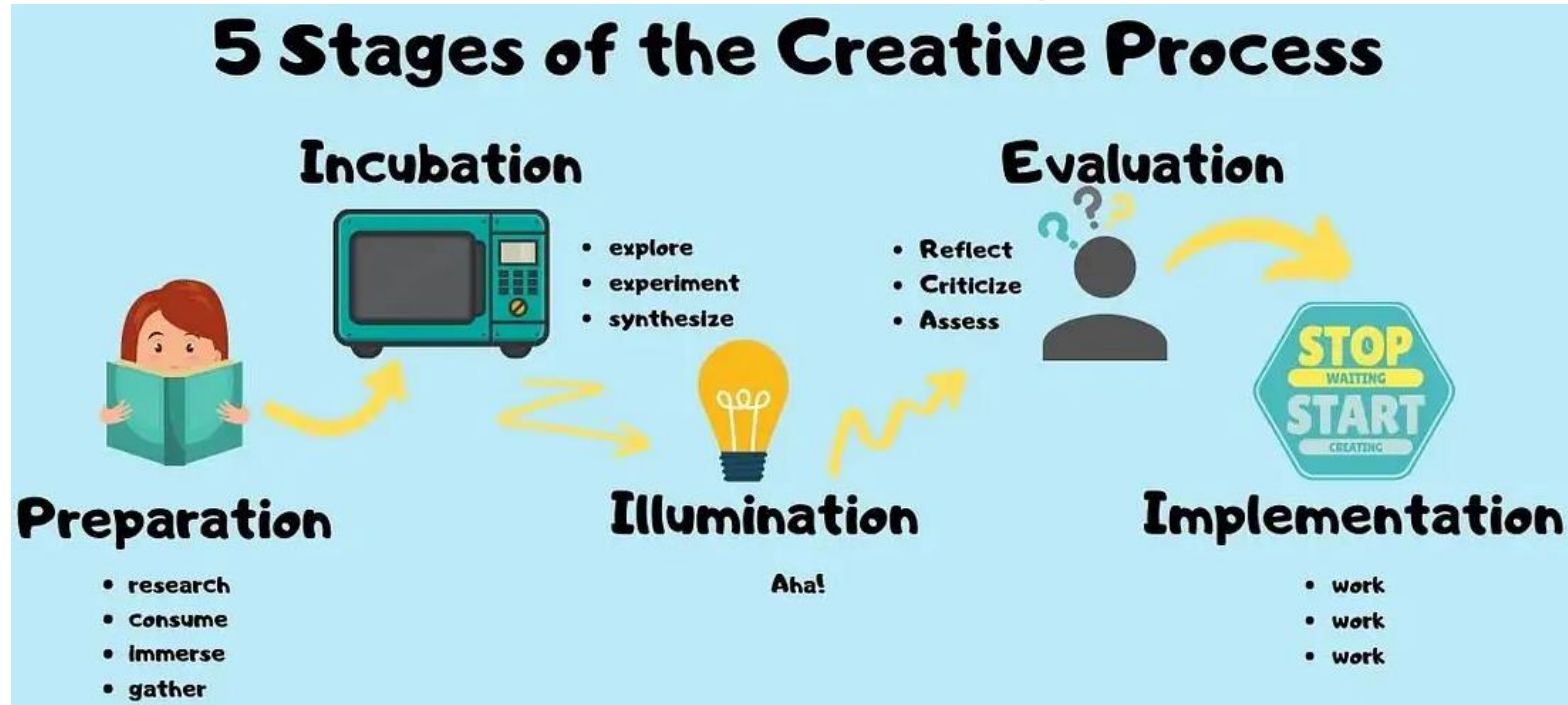 5 Stages of the Creative Process
Preparation
research
consume
immerse
gather
Incubation
explore
experiment
synthesize
Illumination
Aha!
Evaluation
Reflect
Criticize
Assess
STOP
WAITING
START
CREATING
Implementation
work
work
work